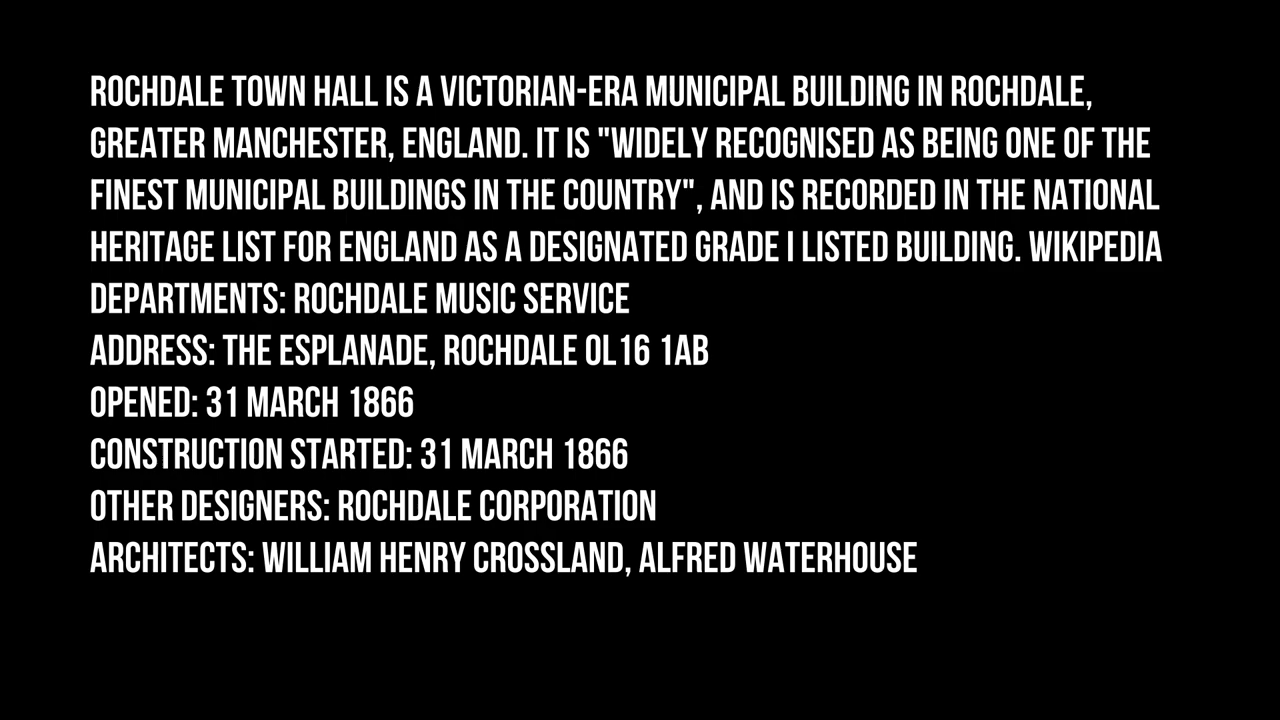 ROCHDALE TOWN HALL IS A VICTORIAN-ERA MUNICIPAL BUILDING IN ROCHDALE,
GREATER MANCHESTER, ENGLAND. IT IS "WIDELY RECOGNISED AS BEING ONE OF THE
FINEST MUNICIPAL BUILDINGS IN THE COUNTRY", AND IS RECORDED IN THE NATIONAL
HERITAGE LIST FOR ENGLAND AS A DESIGNATED GRADE I LISTED BUILDING. WIKIPEDIA
DEPARTMENTS: ROCHDALE MUSIC SERVICE
ADDRESS: THE ESPLANADE, ROCHDALE OL16 1AB
OPENED: 31 MARCH 1866
CONSTRUCTION STARTED: 31 MARCH 1866
OTHER DESIGNERS: ROCHDALE CORPORATION
ARCHITECTS: WILLIAM HENRY CROSSLAND, ALFRED WATERHOUSE